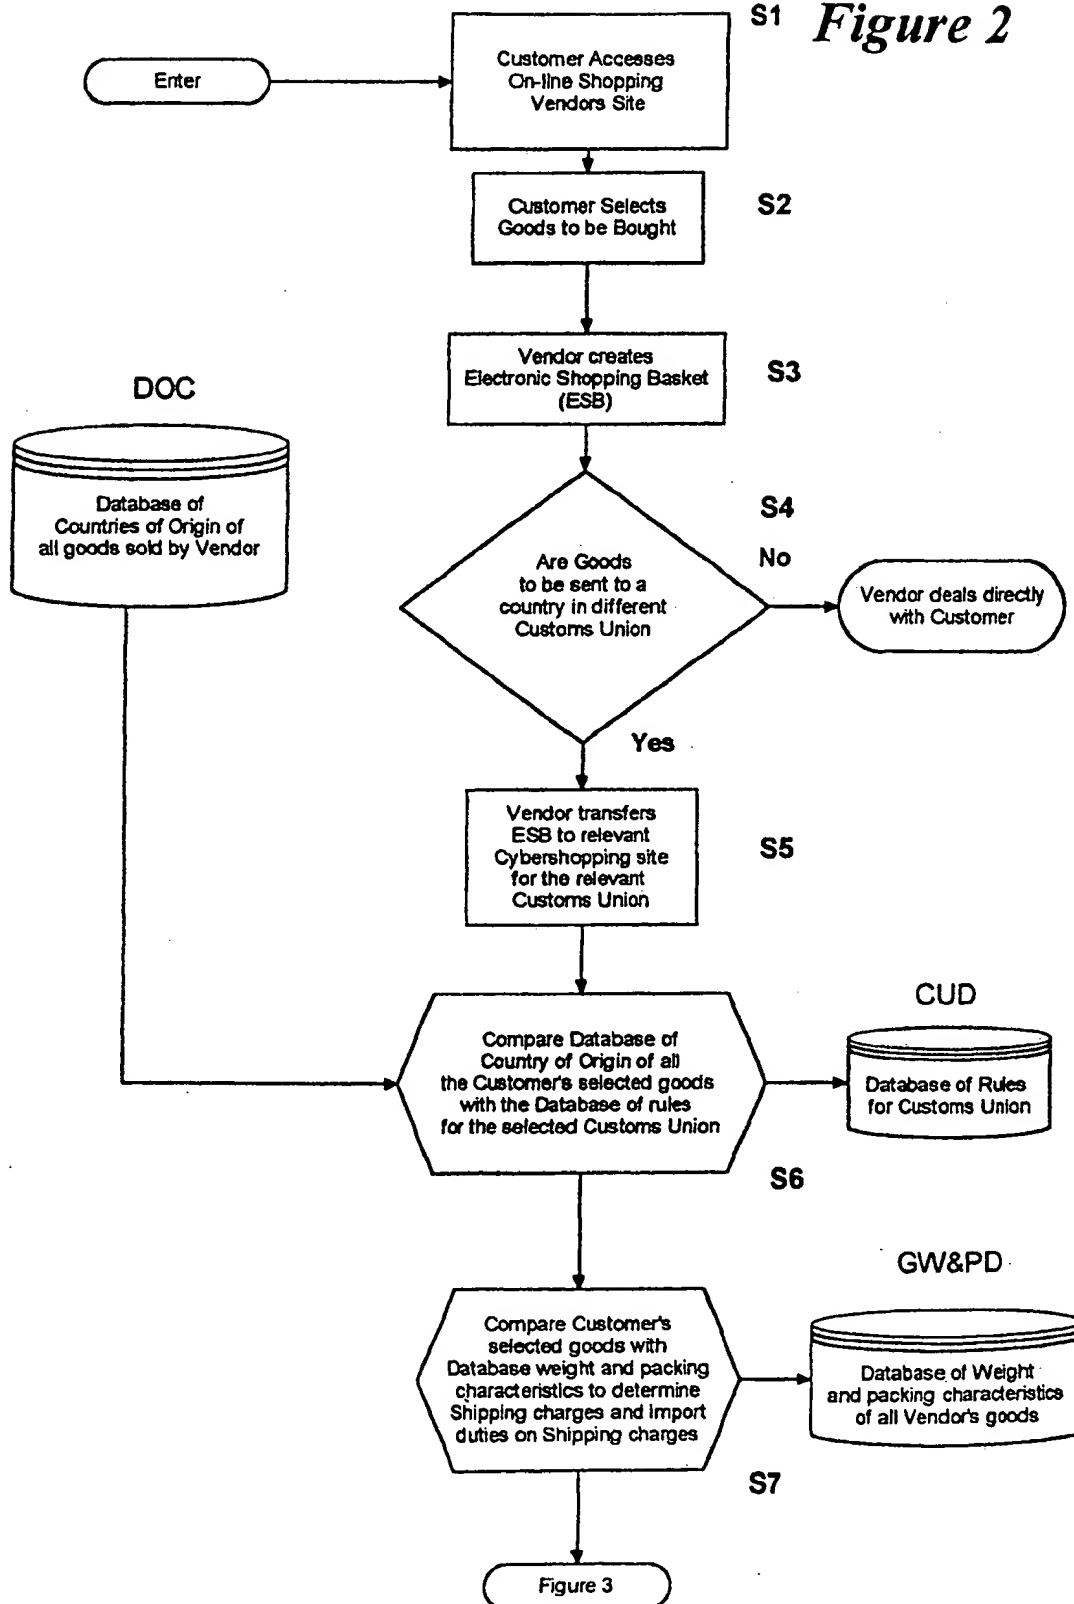 S1
Figure 2
Enter
Customer Accesses
On-line Shopping
Vendors Site
Customer Selects
Goods to be Bought
S2
Vendor creates
Electronic Shopping Basket
(ESB)
S3
DOC
Database of
Countries of Origin of
all goods sold by Vendor
S4
Are Goods
to be sent to a
country in different
Customs Union
No
Vendor deals directly
with Customer
Yes
Vendor transfers
ESB to relevant
Cybershopping site
for the relevant
Customs Union
S5
Compare Database of
Country of Origin of all
the Customer's selected goods
with the Database of rules
for the selected Customs Union
CUD
Database of Rules
for Customs Union
S6
GW&PD
Compare Customer's
selected goods with
Database weight and packing
characteristics to determine
Shipping charges and import
duties on Shipping charges
Database of Weight
and packing characteristics
of all Vendor's goods
S7
Figure 3